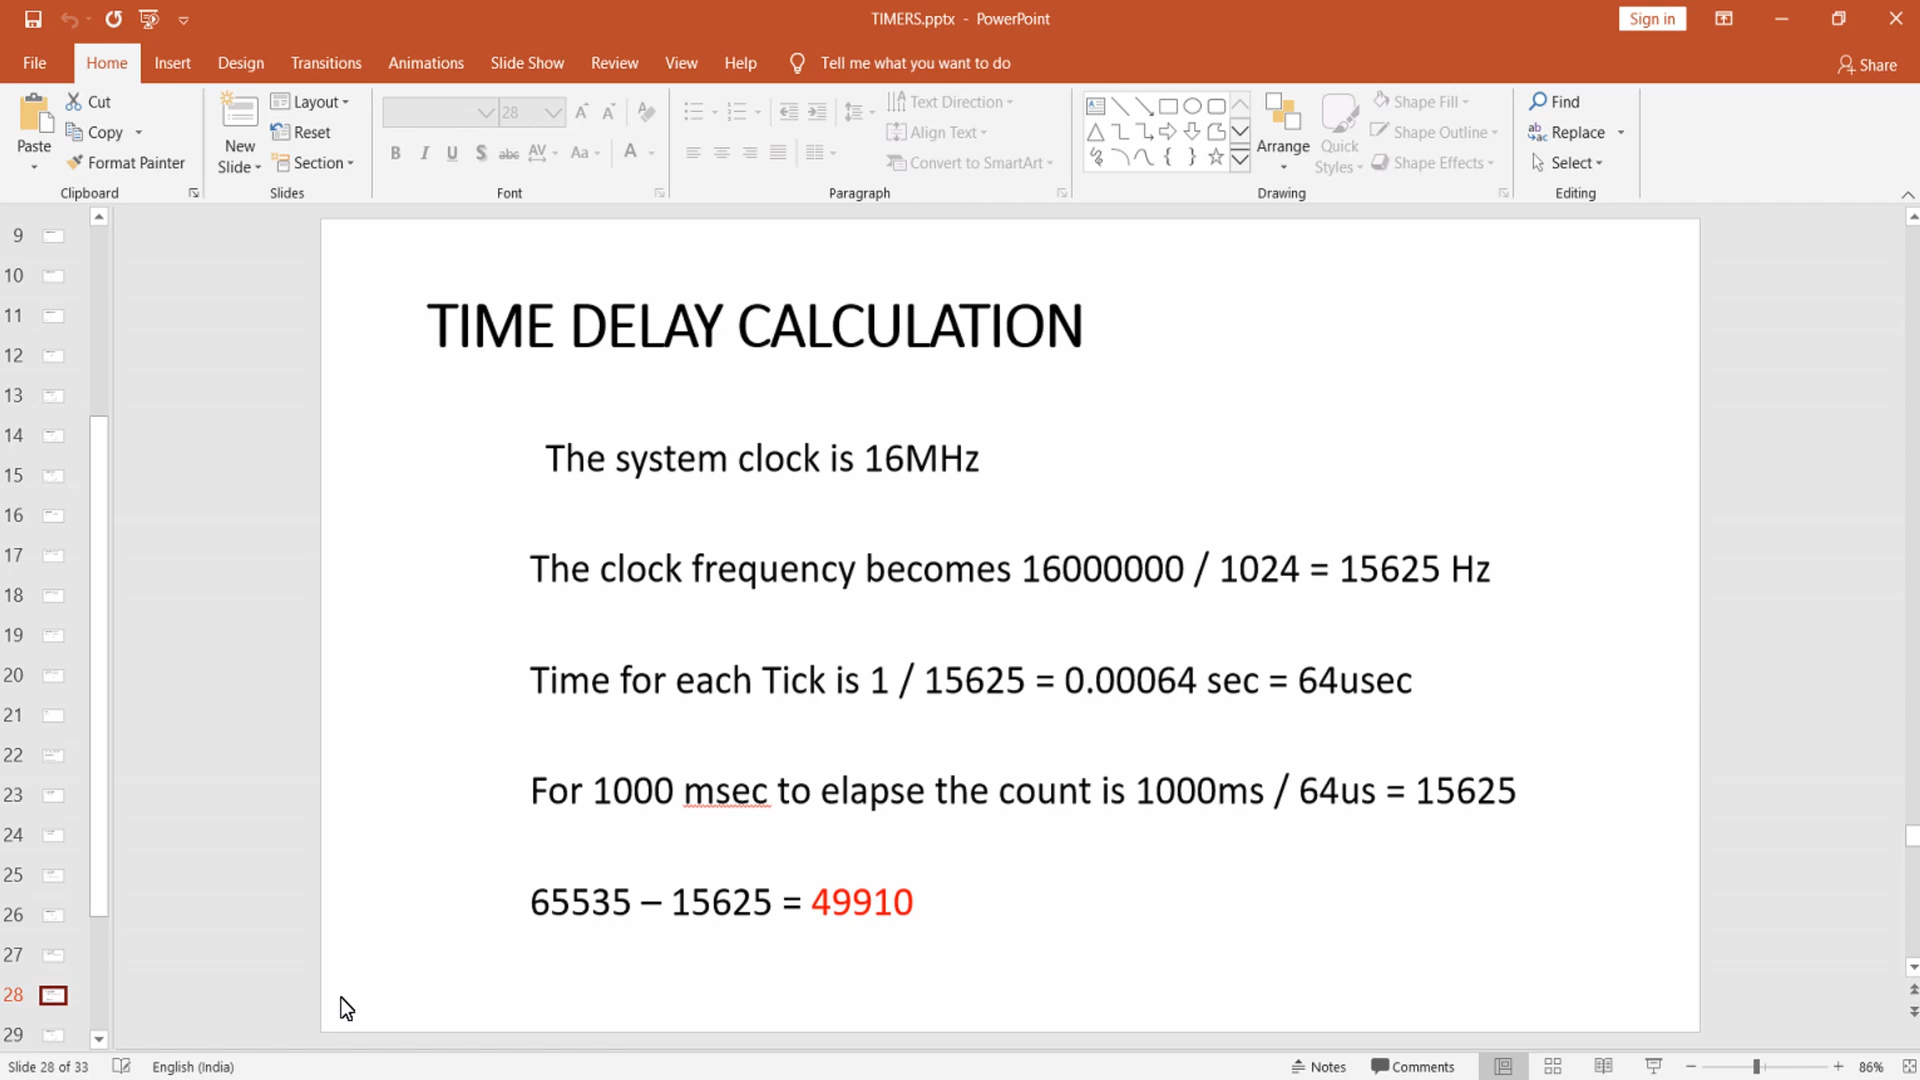 TIMERS.pptx - PowerPoint
Sign in
File Home Insert Design Transitions Animations Slide Show Review View Help Tell me what you want to do Share
Paste
Cut
Copy
Format Painter
Clipboard
New Slide
Layout
Reset
Section
Slides
28
B I U S abc AV Aa A
Font
Text Direction
Align Text
Convert to SmartArt
Paragraph
Arrange
Quick Styles
Shape Fill
Shape Outline
Shape Effects
Drawing
Find
Replace
Select
Editing
9
10
11
12
13
14
15
16
17
18
19
20
21
22
23
24
25
26
27
28
29
TIME DELAY CALCULATION
The system clock is 16MHz
The clock frequency becomes 16000000 / 1024 = 15625 Hz
Time for each Tick is 1 / 15625 = 0.00064 sec = 64usec
For 1000 msec to elapse the count is 1000ms / 64us = 15625
65535 – 15625 = 49910
Slide 28 of 33 English (India) Notes Comments 86%